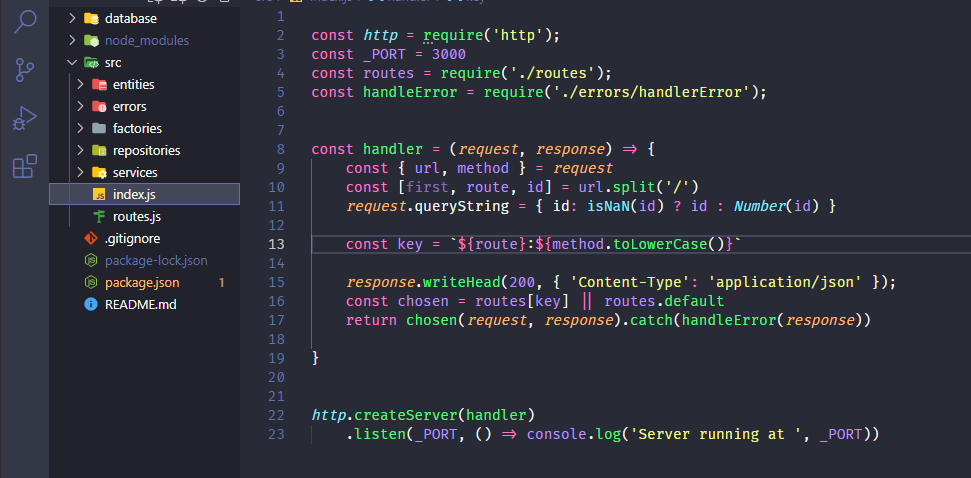 database
node_modules
src
entities
errors
factories
repositories
services
JS index.js
routes.js
.gitignore
package-lock.json
package.json 1
README.md
1
2 const http = require('http');
3 const _PORT = 3000
4 const routes = require('./routes');
5 const handleError = require('./errors/handlerError');
6
7
8 const handler = (request, response) => {
9 const { url, method } = request
10 const [first, route, id] = url.split('/')
11 request.queryString = { id: isNaN(id) ? id : Number(id) }
12
13 const key = `${route}:${method.toLowerCase()}`
14
15 response.writeHead(200, { 'Content-Type': 'application/json' });
16 const chosen = routes[key] || routes.default
17 return chosen(request, response).catch(handleError(response))
18
19 }
20
21
22 http.createServer(handler)
23 .listen(_PORT, () => console.log('Server running at ', _PORT))